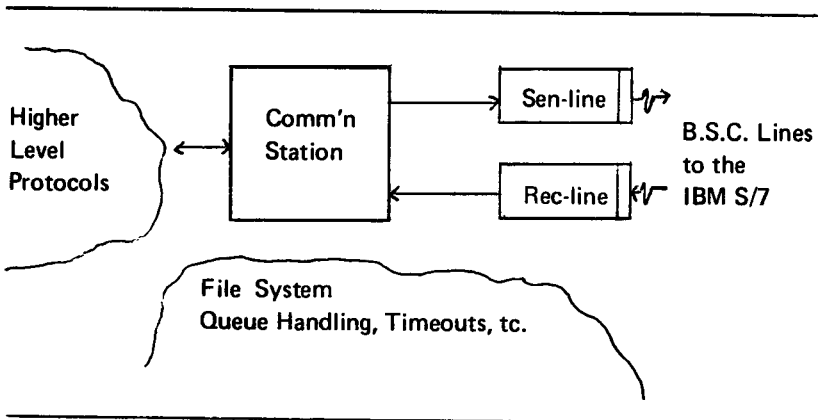 Higher
Level
Protocols
Comm'n
Station
Sen-line
Rec-line
B.S.C. Lines
to the
IBM S/7
File System
Queue Handling, Timeouts, tc.